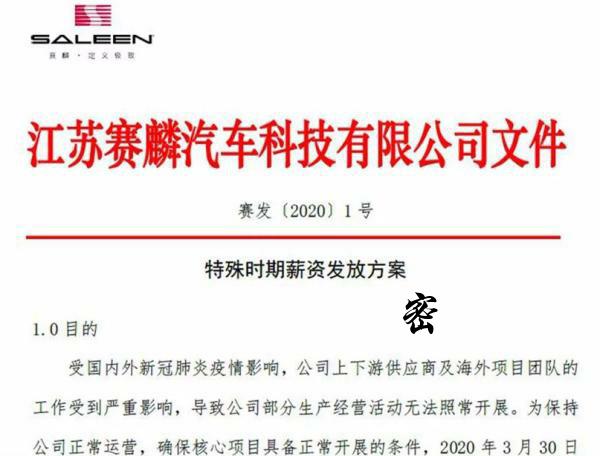 SALEEN
赛麟·定义极致
江苏赛麟汽车科技有限公司文件
赛发〔2020〕1号
特殊时期薪资发放方案
密
1.0目的
受国内外新冠肺炎疫情影响，公司上下游供应商及海外项目团队的
工作受到严重影响，导致公司部分生产经营活动无法照常开展。为保持
公司正常运营，确保核心项目具备正常开展的条件，2020 年 3 月 30 日